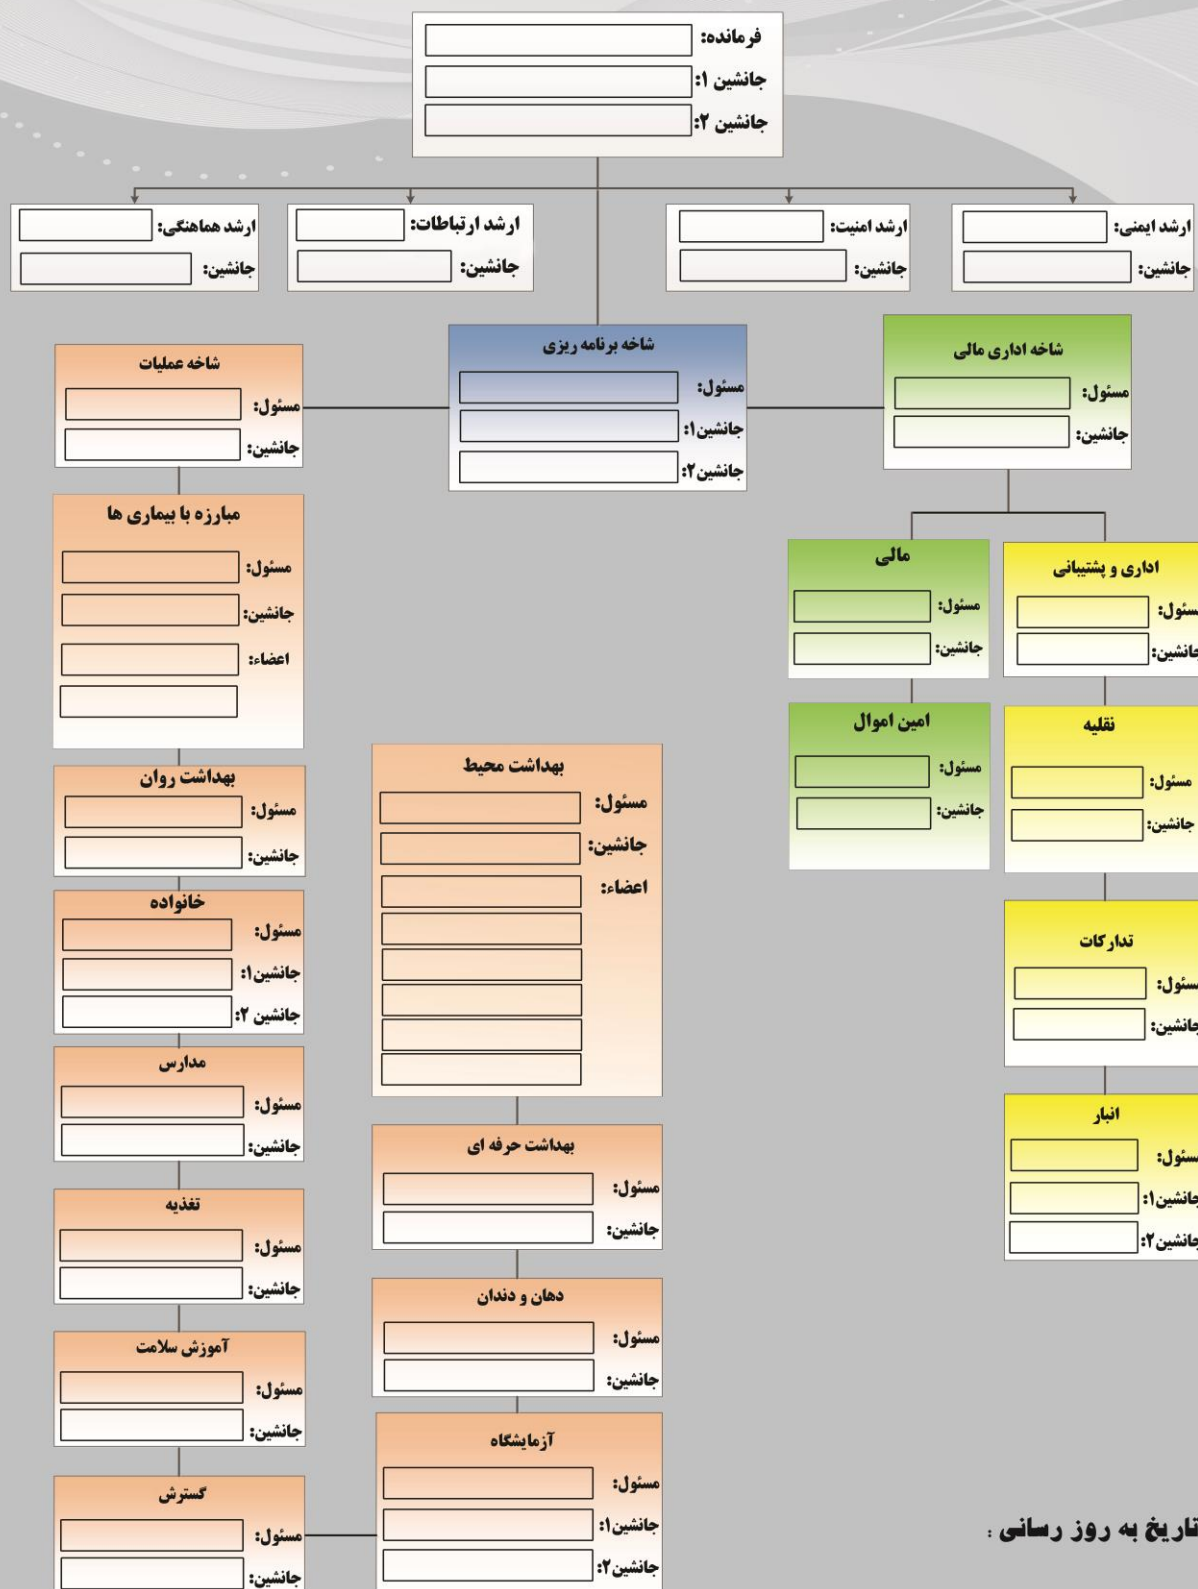 فرمانده:
جانشین ۱:
جانشین ۲:
ارشد ایمنی:
جانشین:
ارشد امنیت:
جانشین:
ارشد ارتباطات:
جانشین:
ارشد هماهنگی:
جانشین:
شاخه اداری مالی
مسئول:
جانشین:
شاخه برنامه ریزی
مسئول:
جانشین۱:
جانشین۲:
شاخه عملیات
مسئول:
جانشین:
اداری و پشتیبانی
مسئول:
جانشین:
نقلیه
مسئول:
جانشین:
تدارکات
مسئول:
جانشین:
انبار
مسئول:
جانشین۱:
جانشین۲:
مالی
مسئول:
جانشین:
امین اموال
مسئول:
جانشین:
مبارزه با بیماری ها
مسئول:
جانشین:
اعضاء:
بهداشت روان
مسئول:
جانشین:
خانواده
مسئول:
جانشین۱:
جانشین ۲:
مدارس
مسئول:
جانشین:
تغذیه
مسئول:
جانشین:
آموزش سلامت
مسئول:
جانشین:
گسترش
مسئول:
جانشین:
بهداشت محیط
مسئول:
جانشین:
اعضاء:
بهداشت حرفه ای
مسئول:
جانشین:
دهان و دندان
مسئول:
جانشین:
آزمایشگاه
مسئول:
جانشین۱:
جانشین۲:
تاریخ به روز رسانی :